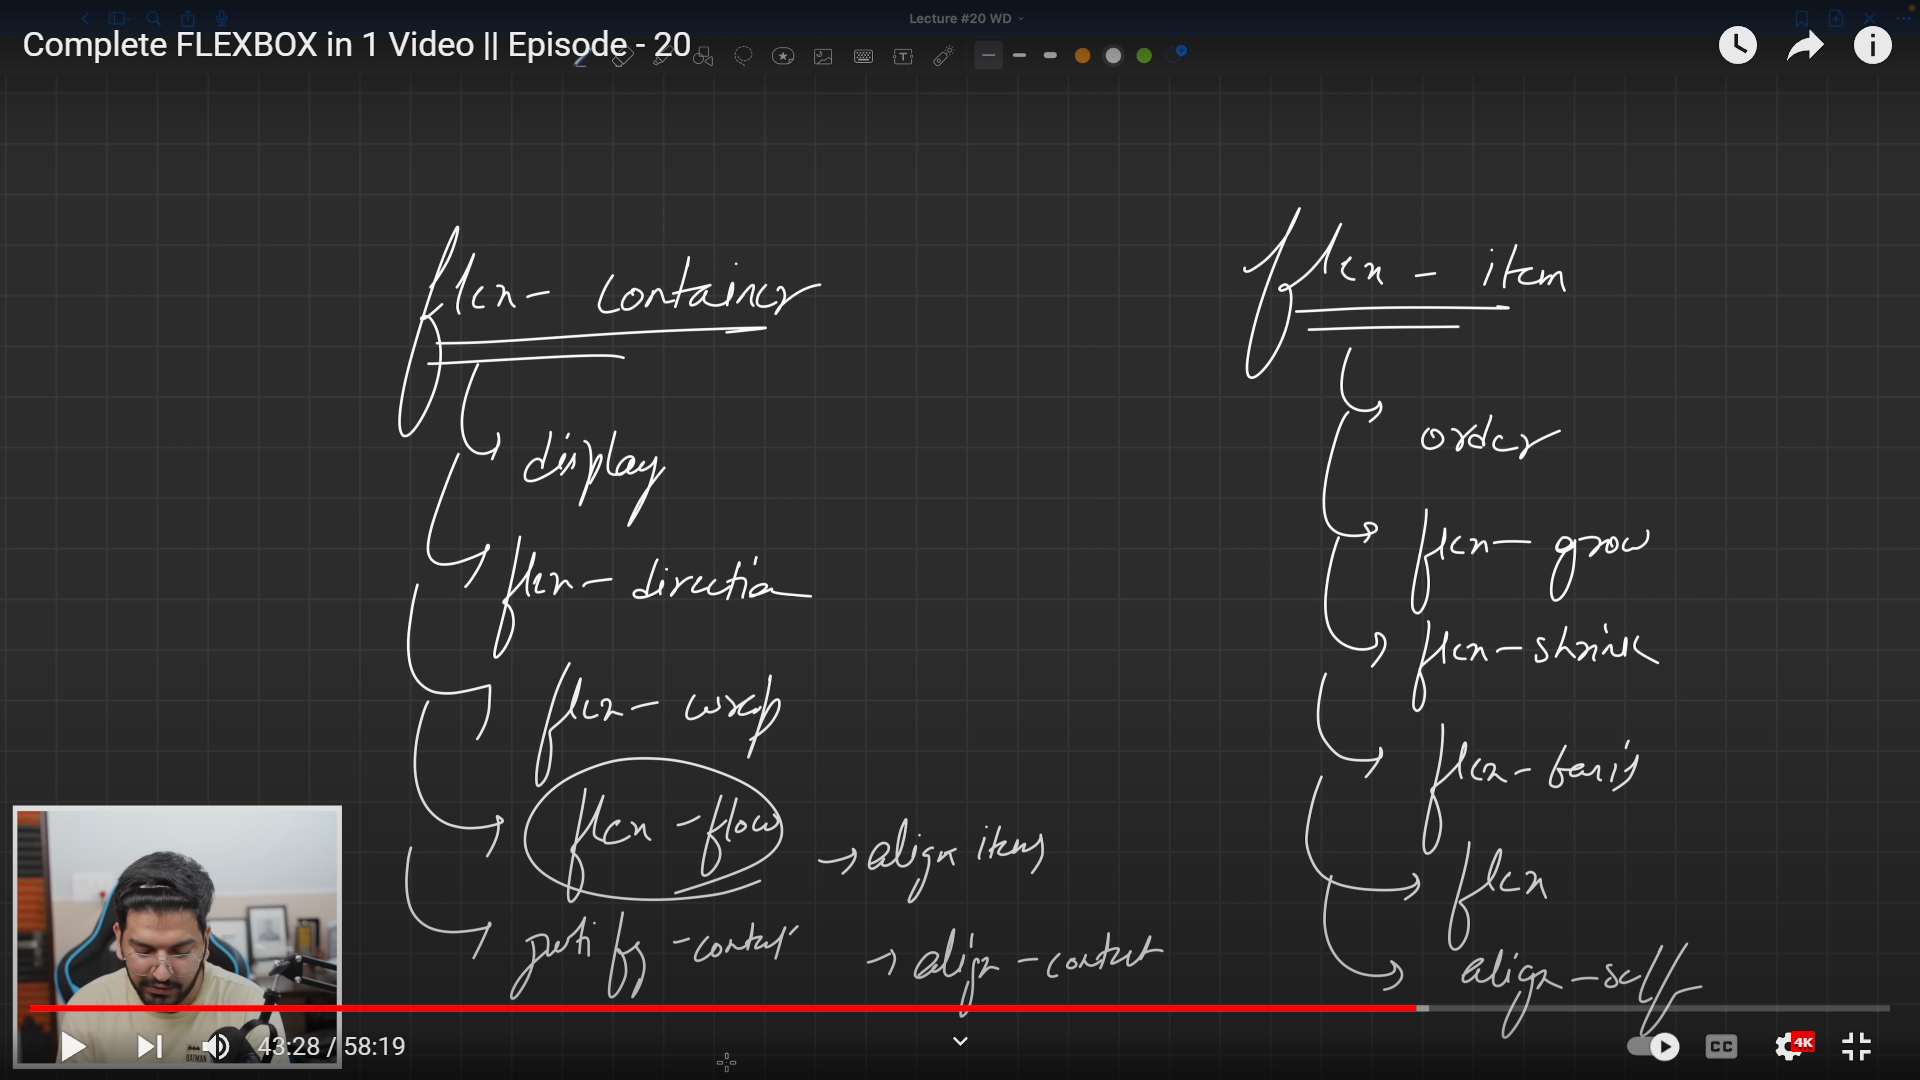 Lecture #20 WD
Complete FLEXBOX in 1 Video || Episode - 20
flex - container
display
flex - direction
flex - wrap
flex - flow
→ align items
justify - content
→ align - content
flex - item
order
flex - grow
flex - shrink
flex - basis
flex
align - self
BATMAN
43:28 / 58:19
CC
4K